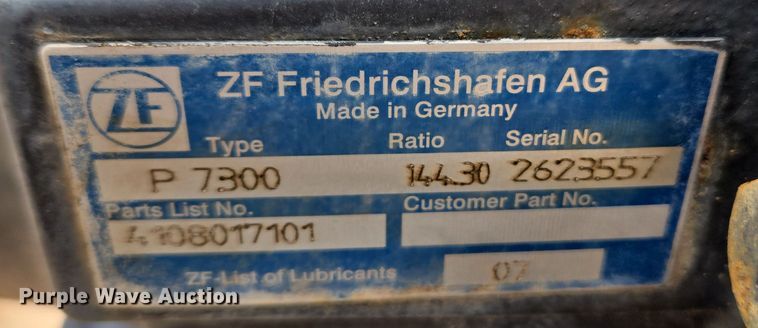 ZF
ZF Friedrichshafen AG
Made in Germany
Type Ratio Serial No.
P 7300 144.30 2623557
Parts List No. Customer Part No.
4108017101
ZF-List of Lubricants 07
Purple Wave Auction